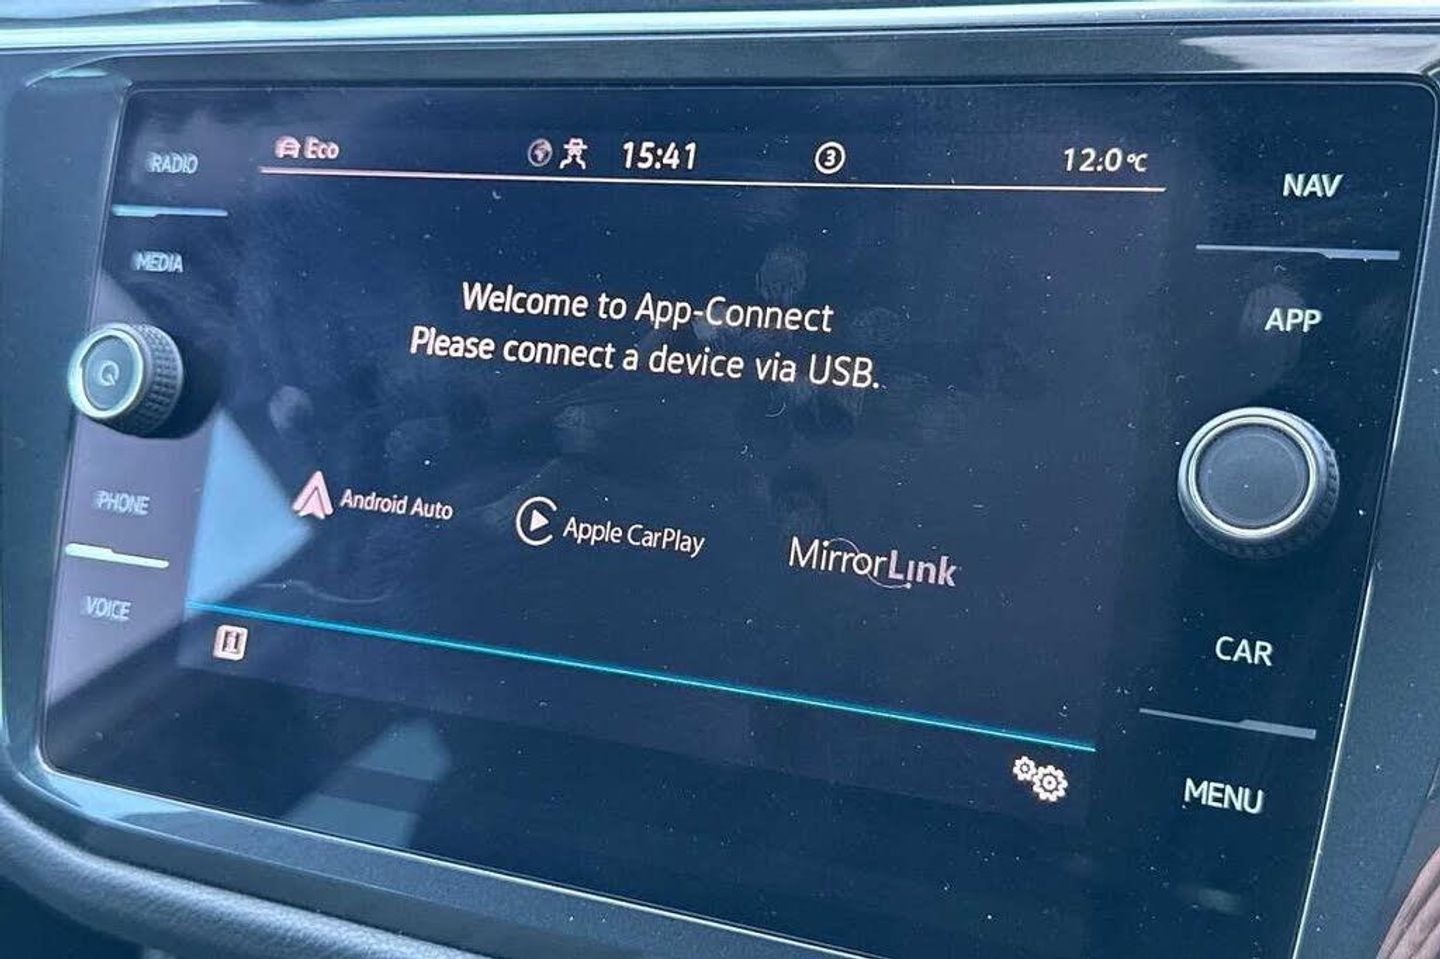 RADIO
MEDIA
PHONE
VOICE
Eco
15:41
3
12.0°C
Welcome to App-Connect
Please connect a device via USB.
Android Auto
Apple CarPlay
MirrorLink
i
NAV
APP
CAR
MENU